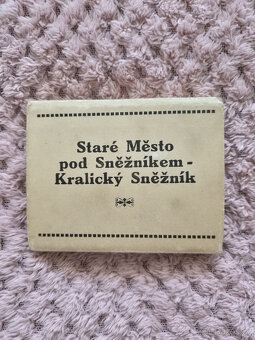 Staré Město
pod Sněžníkem-
Kralický Sněžník